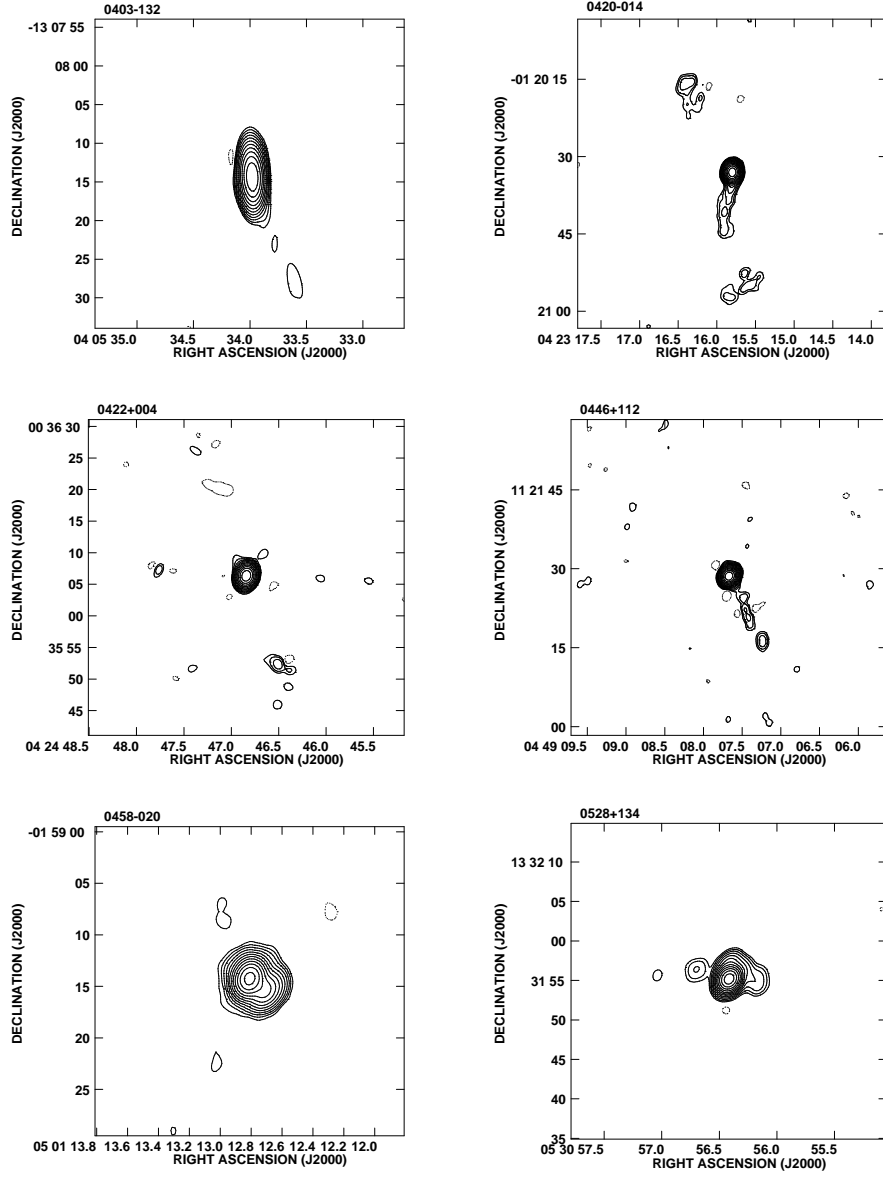 0403-132
-13 07 55
08 00
05
10
15
20
25
30
DECLINATION (J2000)
04 05 35.0 34.5 34.0 33.5 33.0
RIGHT ASCENSION (J2000)
0420-014
-01 20 15
30
45
21 00
DECLINATION (J2000)
04 23 17.5 17.0 16.5 16.0 15.5 15.0 14.5 14.0
RIGHT ASCENSION (J2000)
0422+004
00 36 30
25
20
15
10
05
00
35 55
50
45
DECLINATION (J2000)
04 24 48.5 48.0 47.5 47.0 46.5 46.0 45.5
RIGHT ASCENSION (J2000)
0446+112
11 21 45
30
15
00
DECLINATION (J2000)
04 49 09.5 09.0 08.5 08.0 07.5 07.0 06.5 06.0
RIGHT ASCENSION (J2000)
0458-020
-01 59 00
05
10
15
20
25
DECLINATION (J2000)
05 01 13.8 13.6 13.4 13.2 13.0 12.8 12.6 12.4 12.2 12.0
RIGHT ASCENSION (J2000)
0528+134
13 32 10
05
00
31 55
50
45
40
35
DECLINATION (J2000)
05 30 57.5 57.0 56.5 56.0 55.5
RIGHT ASCENSION (J2000)